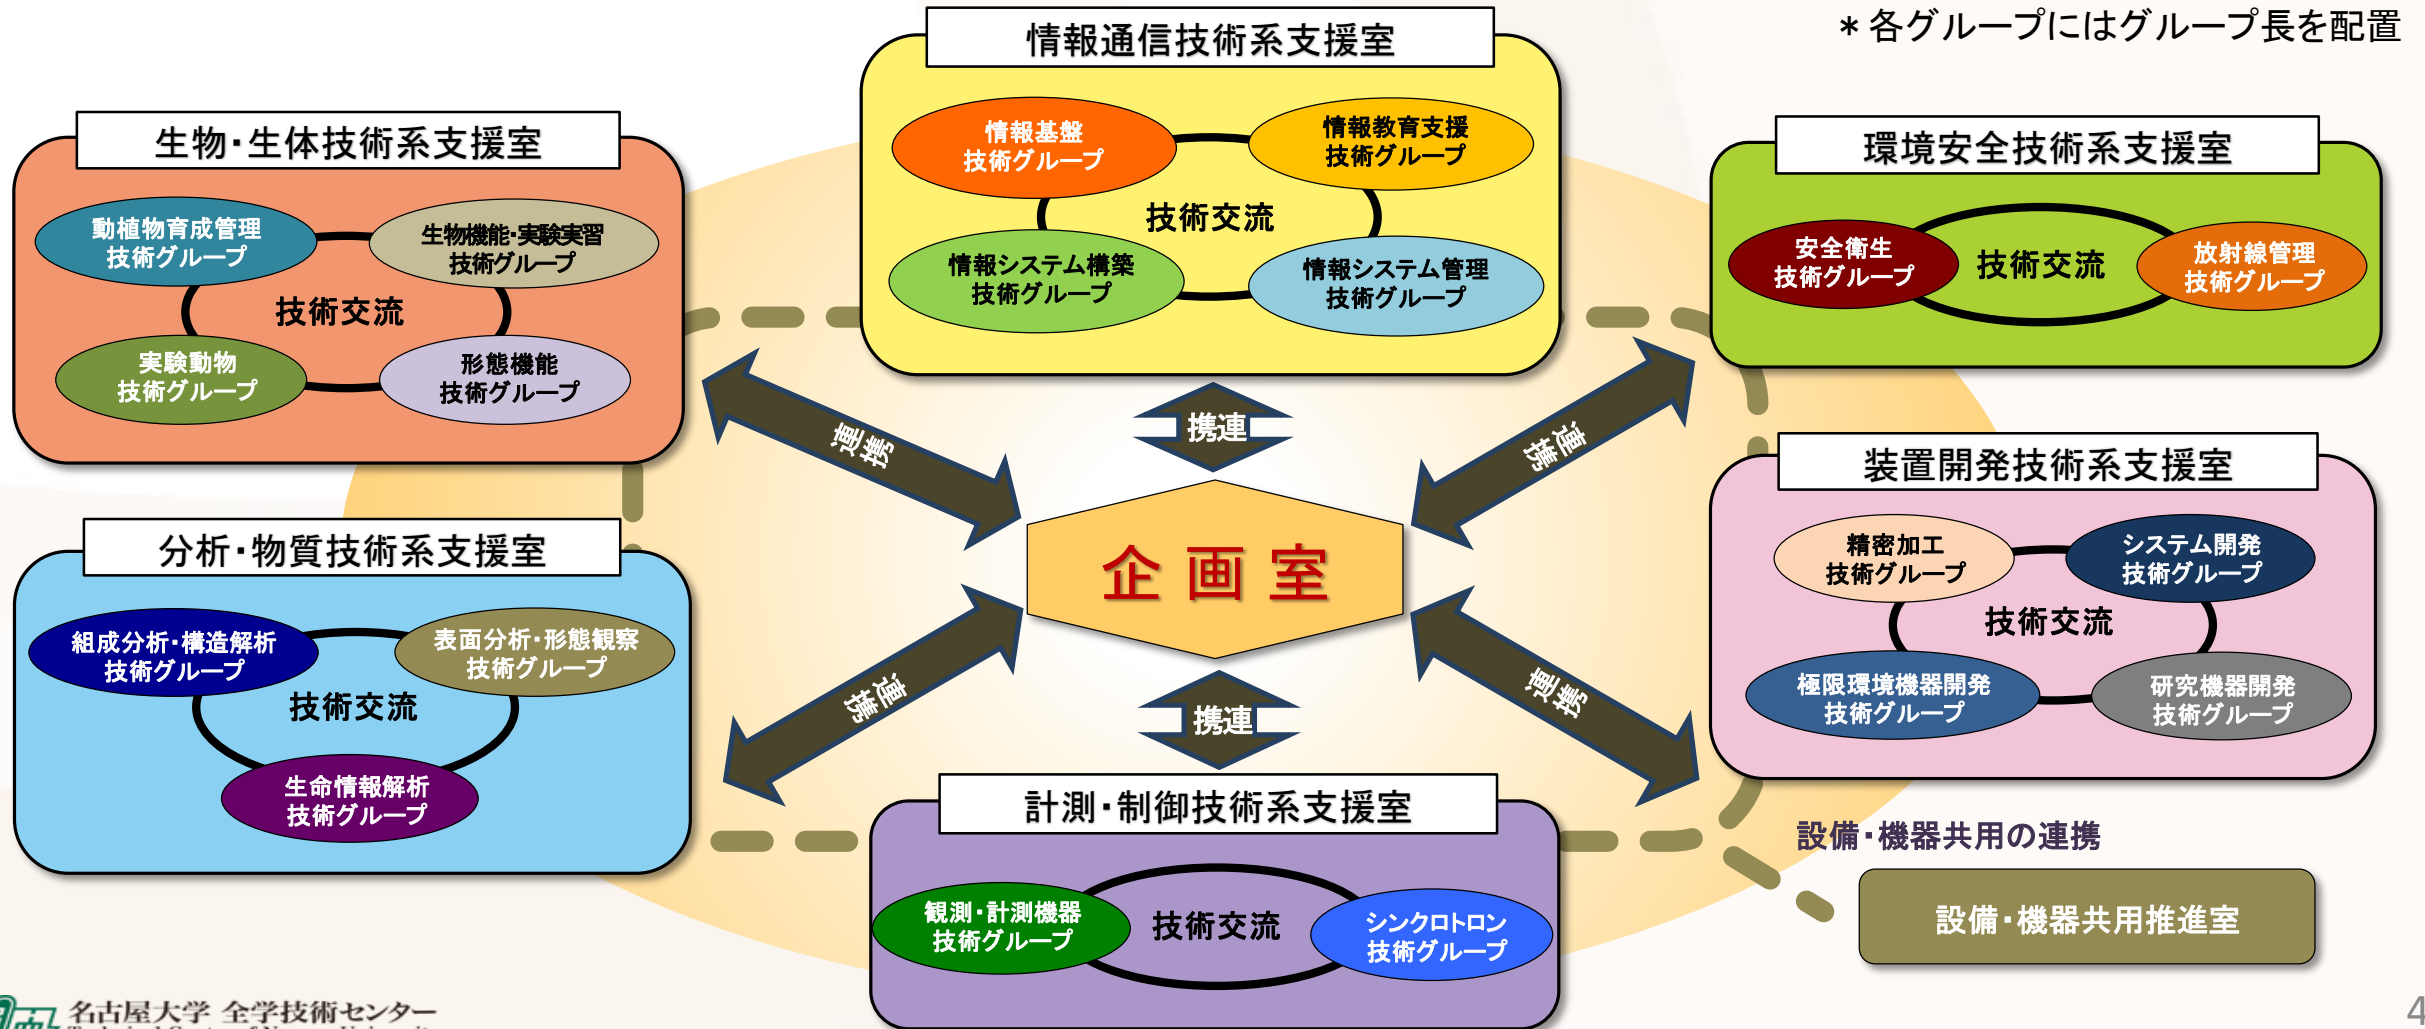 *各グループにはグループ長を配置
情報通信技術系支援室
情報基盤
技術グループ
情報教育支援
技術グループ
技術交流
情報システム構築
技術グループ
情報システム管理
技術グループ
生物・生体技術系支援室
動植物育成管理
技術グループ
生物機能・実験実習
技術グループ
技術交流
実験動物
技術グループ
形態機能
技術グループ
環境安全技術系支援室
安全衛生
技術グループ
技術交流
放射線管理
技術グループ
連携
携連
連携
企画室
連携
携連
連携
分析・物質技術系支援室
組成分析・構造解析
技術グループ
表面分析・形態観察
技術グループ
技術交流
生命情報解析
技術グループ
装置開発技術系支援室
精密加工
技術グループ
システム開発
技術グループ
技術交流
極限環境機器開発
技術グループ
研究機器開発
技術グループ
計測・制御技術系支援室
観測・計測機器
技術グループ
技術交流
シンクロトロン
技術グループ
設備・機器共用の連携
設備・機器共用推進室
名古屋大学 全学技術センター
4